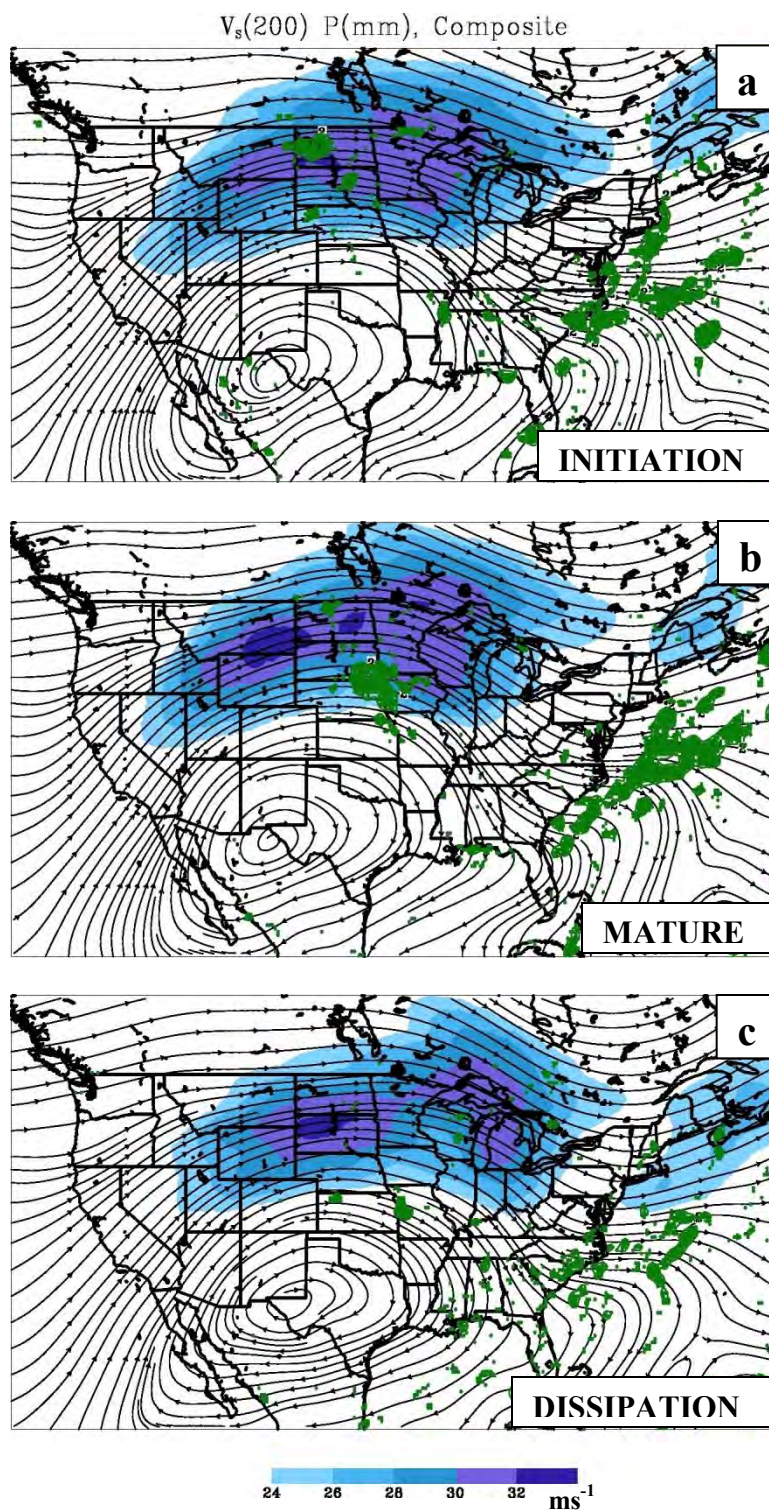 Vs(200) P(mm), Composite
a
INITIATION
b
MATURE
c
DISSIPATION
24 26 28 30 32 ms-1